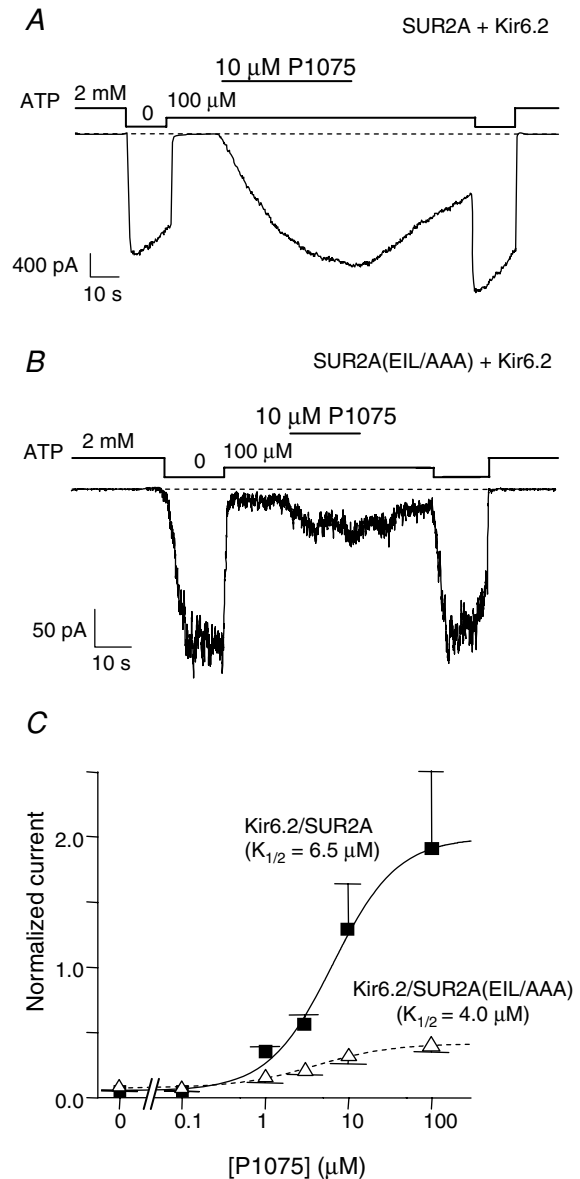 A
SUR2A + Kir6.2
10 μM P1075
ATP 2 mM 0 100 μM
400 pA
10 s
B
SUR2A(EIL/AAA) + Kir6.2
10 μM P1075
ATP 2 mM 0 100 μM
50 pA
10 s
C
Normalized current
2.0
1.0
0.0
Kir6.2/SUR2A
(K1/2 = 6.5 μM)
Kir6.2/SUR2A(EIL/AAA)
(K1/2 = 4.0 μM)
0 0.1 1 10 100
[P1075] (μM)